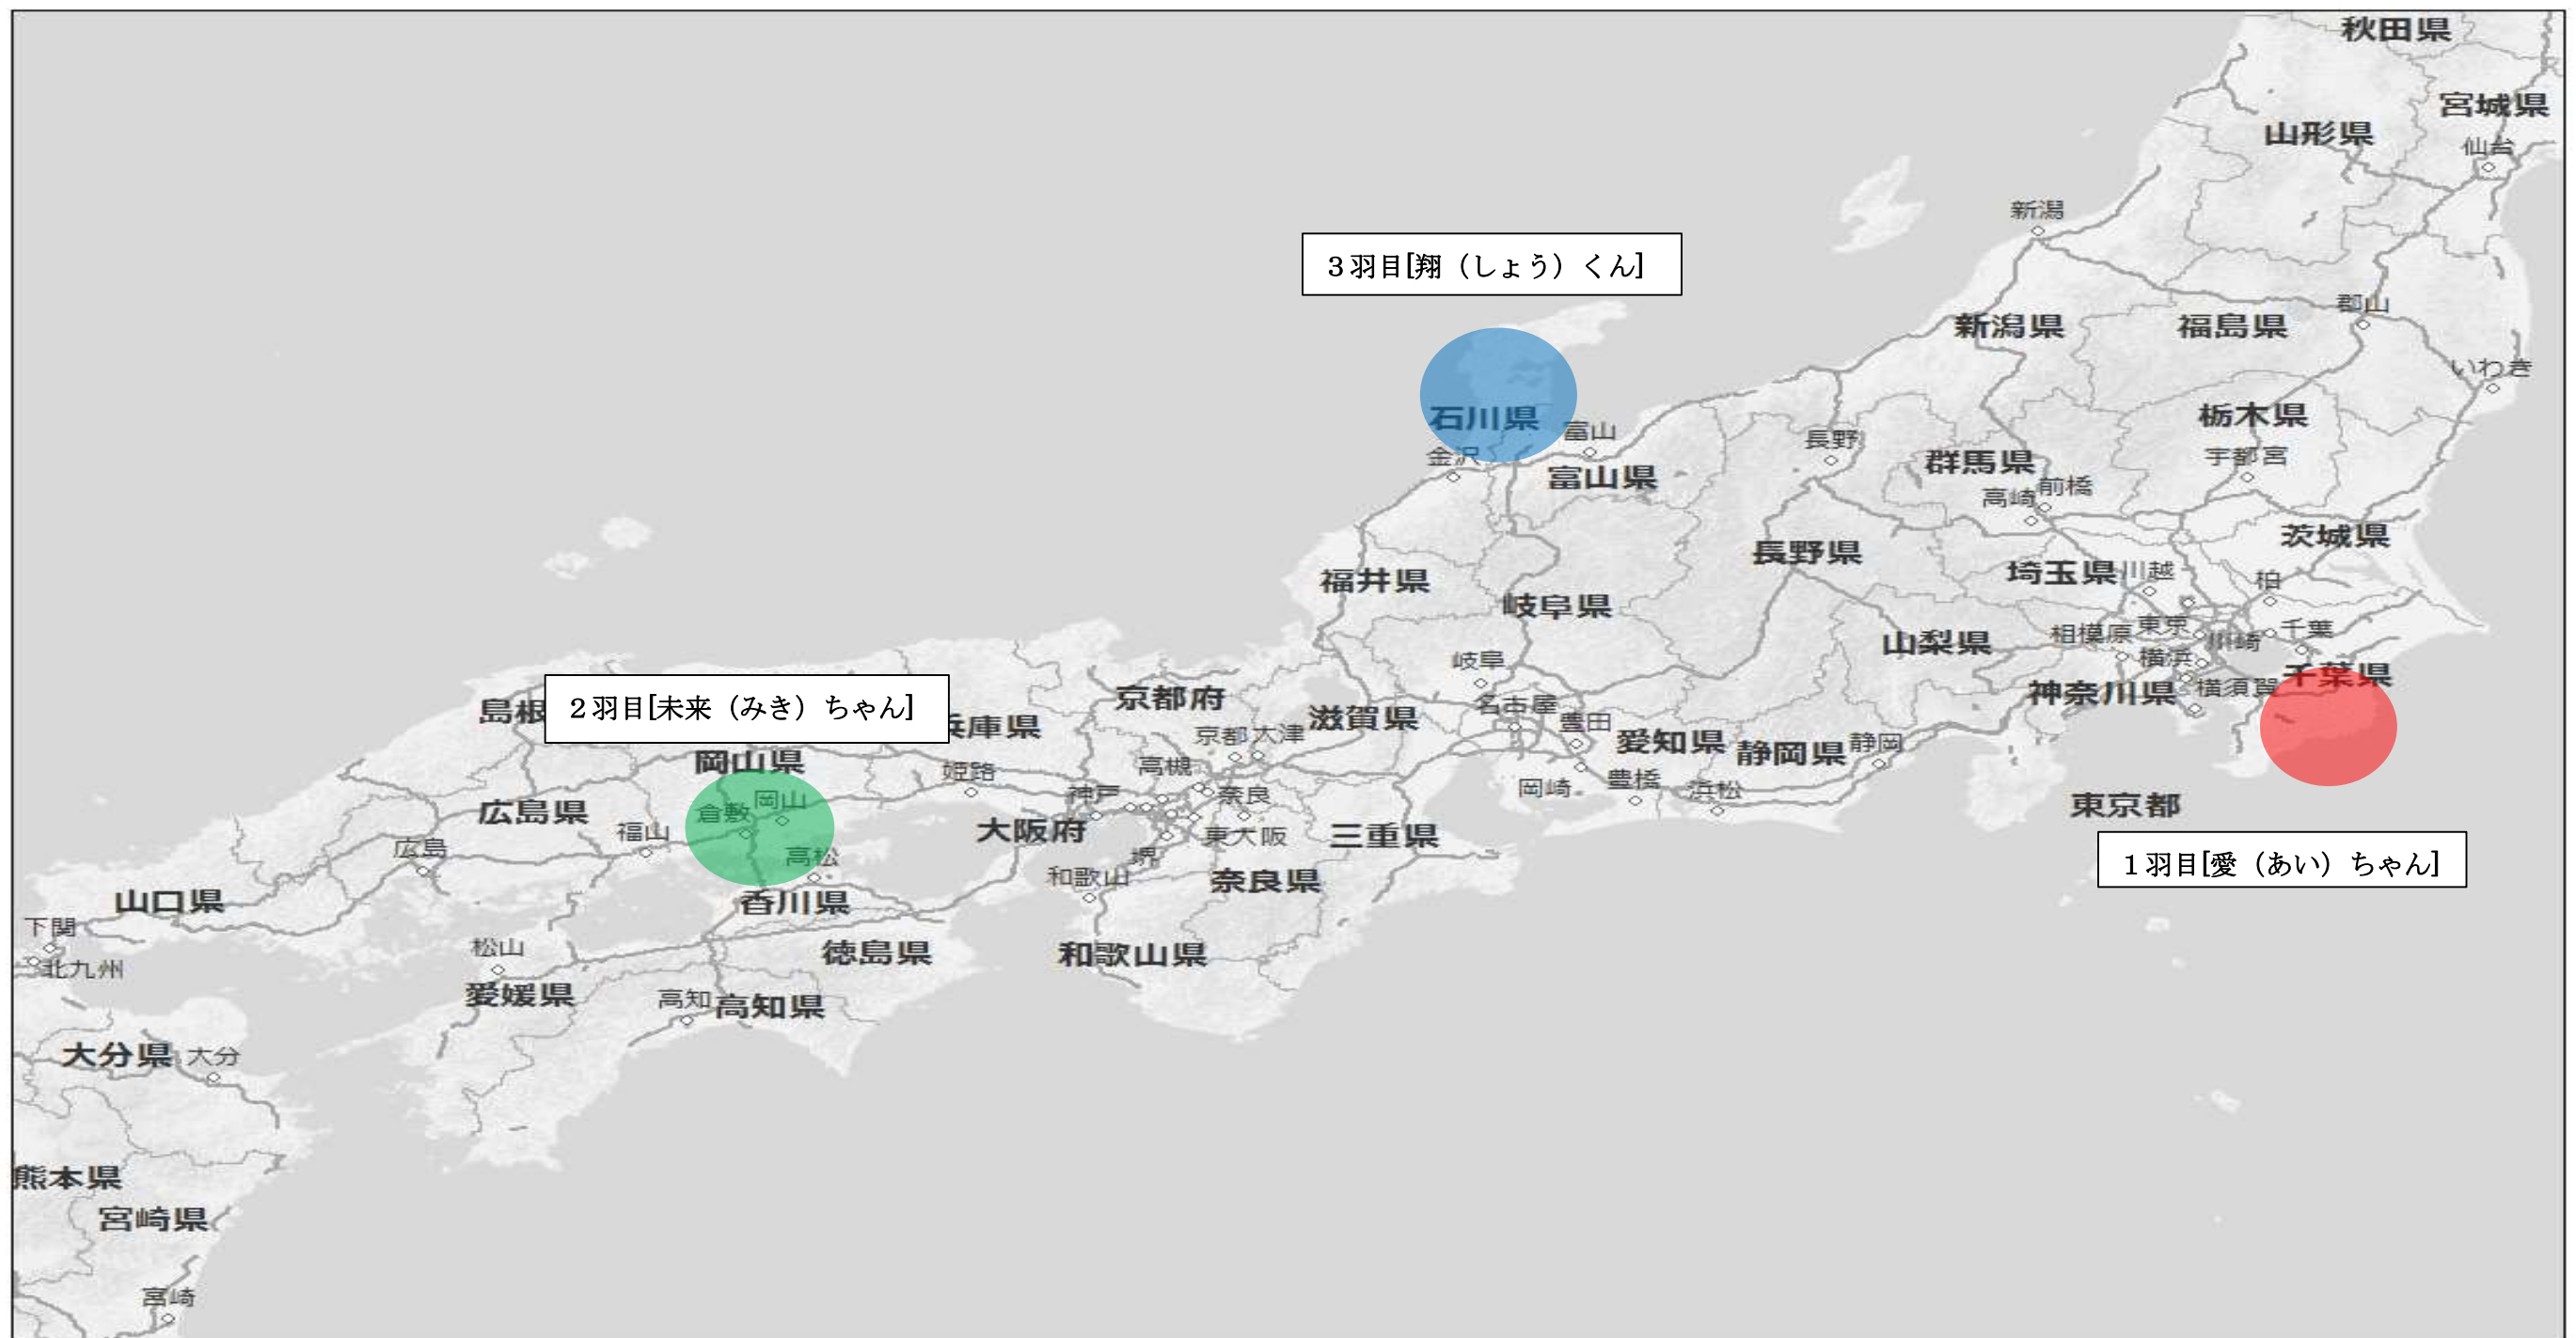 秋田県
宮城県
山形県
仙台
新潟
３羽目[翔（しょう）くん]
郡山
新潟県
福島県
いわき
石川県
富山
栃木県
長野
金沢
宇都宮
群馬県
富山県
前橋
高崎
茨城県
長野県
埼玉県
川越
柏
福井県
岐阜県
東京
千葉
相模原
川崎
山梨県
横浜
岐阜
千葉県
横須賀
神奈川県
京都府
名古屋
島根
２羽目[未来（みき）ちゃん]
兵庫県
滋賀県
豊田
京都
大津
愛知県
静岡県
静岡
岡山県
高槻
姫路
豊橋
岡崎
浜松
神戸
奈良
岡山
東京都
倉敷
広島県
福山
大阪府
東大阪
三重県
広島
高松
堺
１羽目[愛（あい）ちゃん]
和歌山
奈良県
山口県
香川県
下関
松山
徳島県
和歌山県
北九州
愛媛県
高知
高知県
大分県
大分
熊本県
宮崎県
宮崎